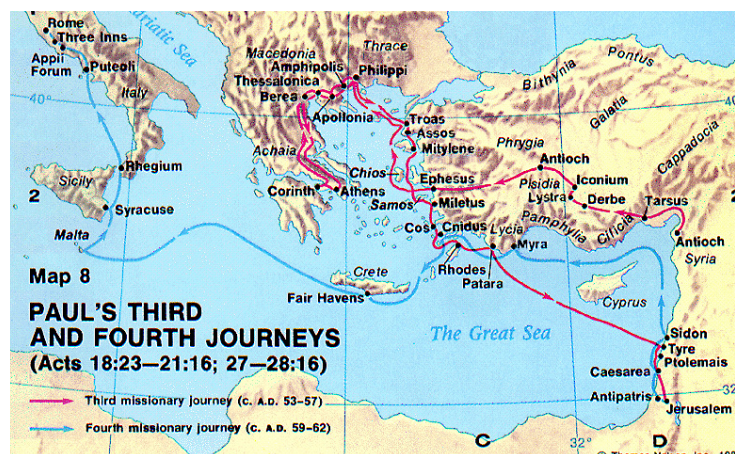 Rome
Three Inns
Appii
Forum
Puteoli
Adriatic Sea
Italy
40°
Macedonia
Thrace
Amphipolis
Philippi
Thessalonica
Berea
Apollonia
Achaia
Corinth
Athens
Troas
Assos
Mitylene
Chios
Ephesus
Samos
Miletus
Cos
Cnidus
Rhodes
Patara
Lycia
Myra
Bithynia
Pontus
Galatia
40
Phrygia
Cappadocia
Antioch
Pisidia
Iconium
Lystra
Derbe
Pamphylia
Cilicia
Tarsus
Antioch
Syria
2
Rhegium
Sicily
2
Syracuse
Malta
Crete
Fair Havens
Cyprus
The Great Sea
Sidon
Tyre
Ptolemais
Caesarea
Antipatris
Jerusalem
32
Map 8
PAUL'S THIRD
AND FOURTH JOURNEYS
(Acts 18:23—21:16; 27—28:16)
Third missionary journey (C. A.D. 53–57)
Fourth missionary journey (C. A.D. 59–62)
C
32°
D